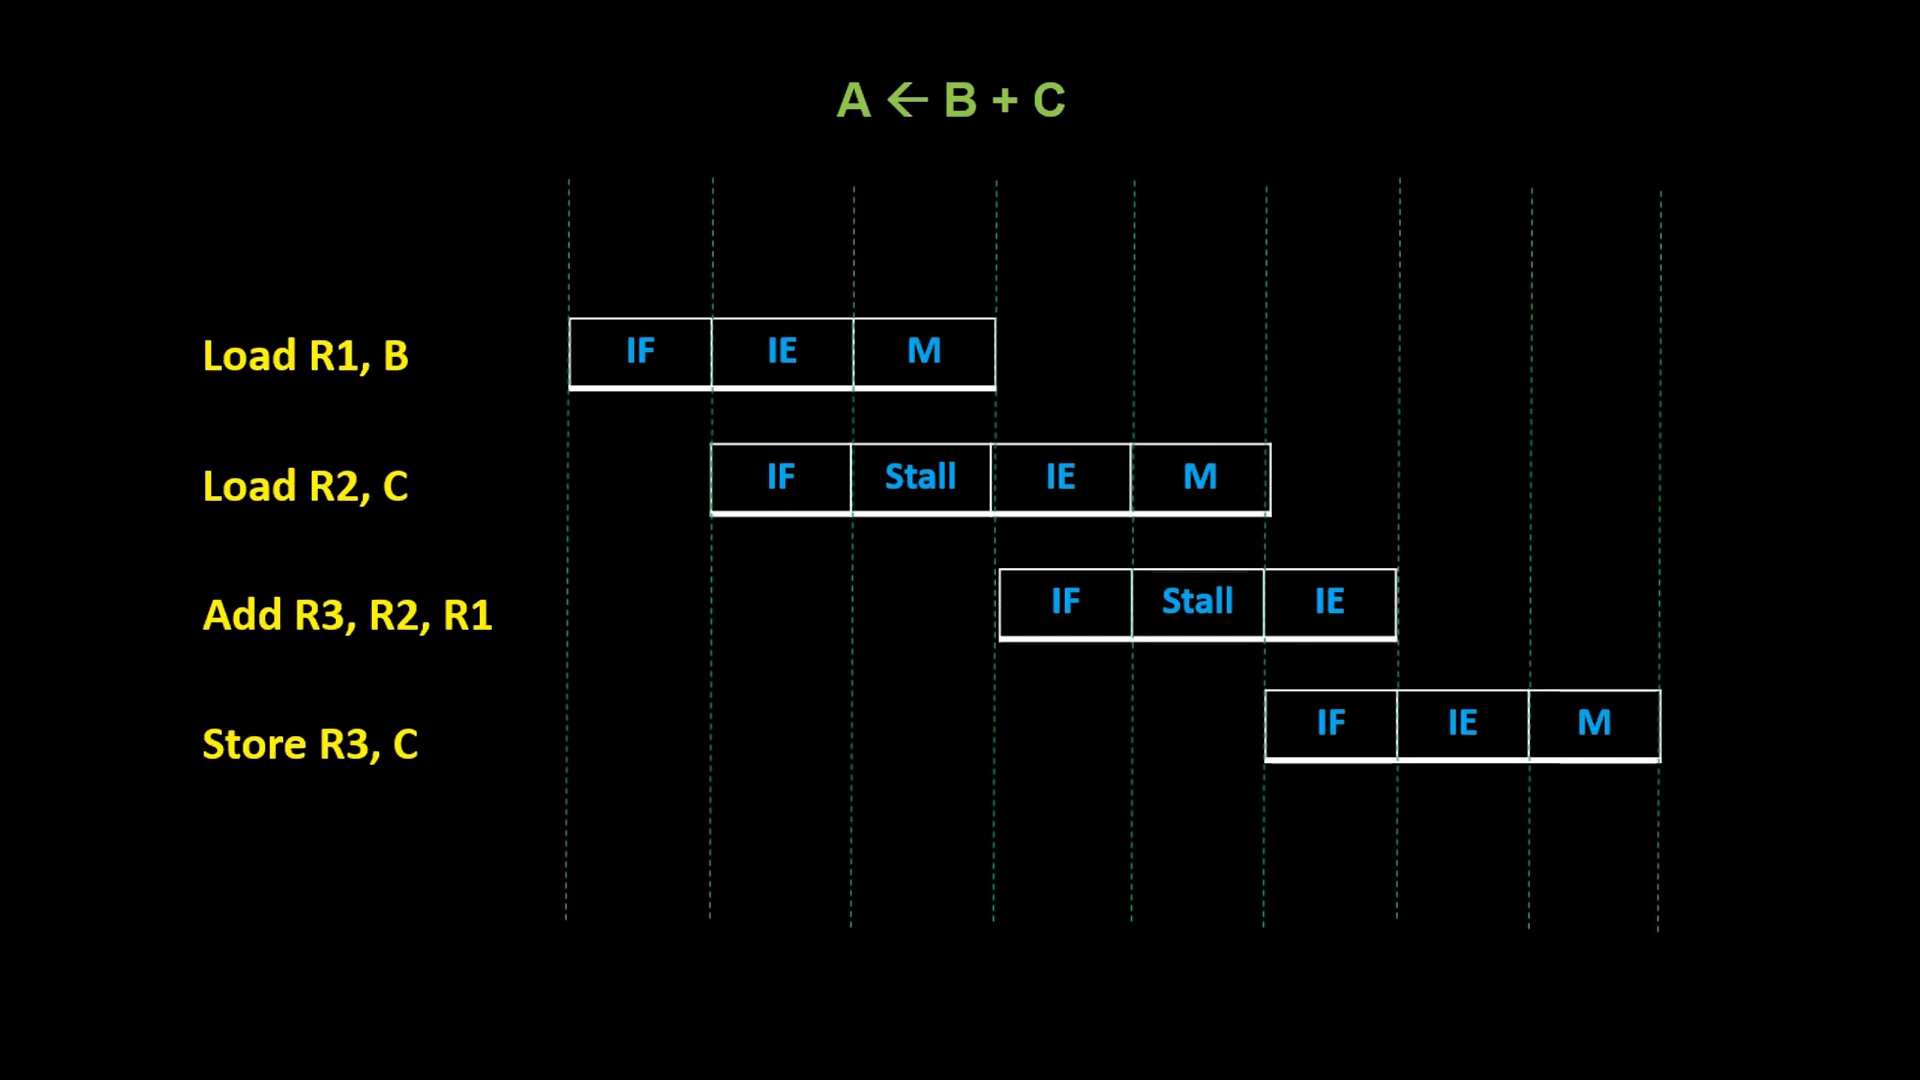 A ← B + C
Load R1, B IF IE M
Load R2, C IF Stall IE M
Add R3, R2, R1 IF Stall IE
Store R3, C IF IE M